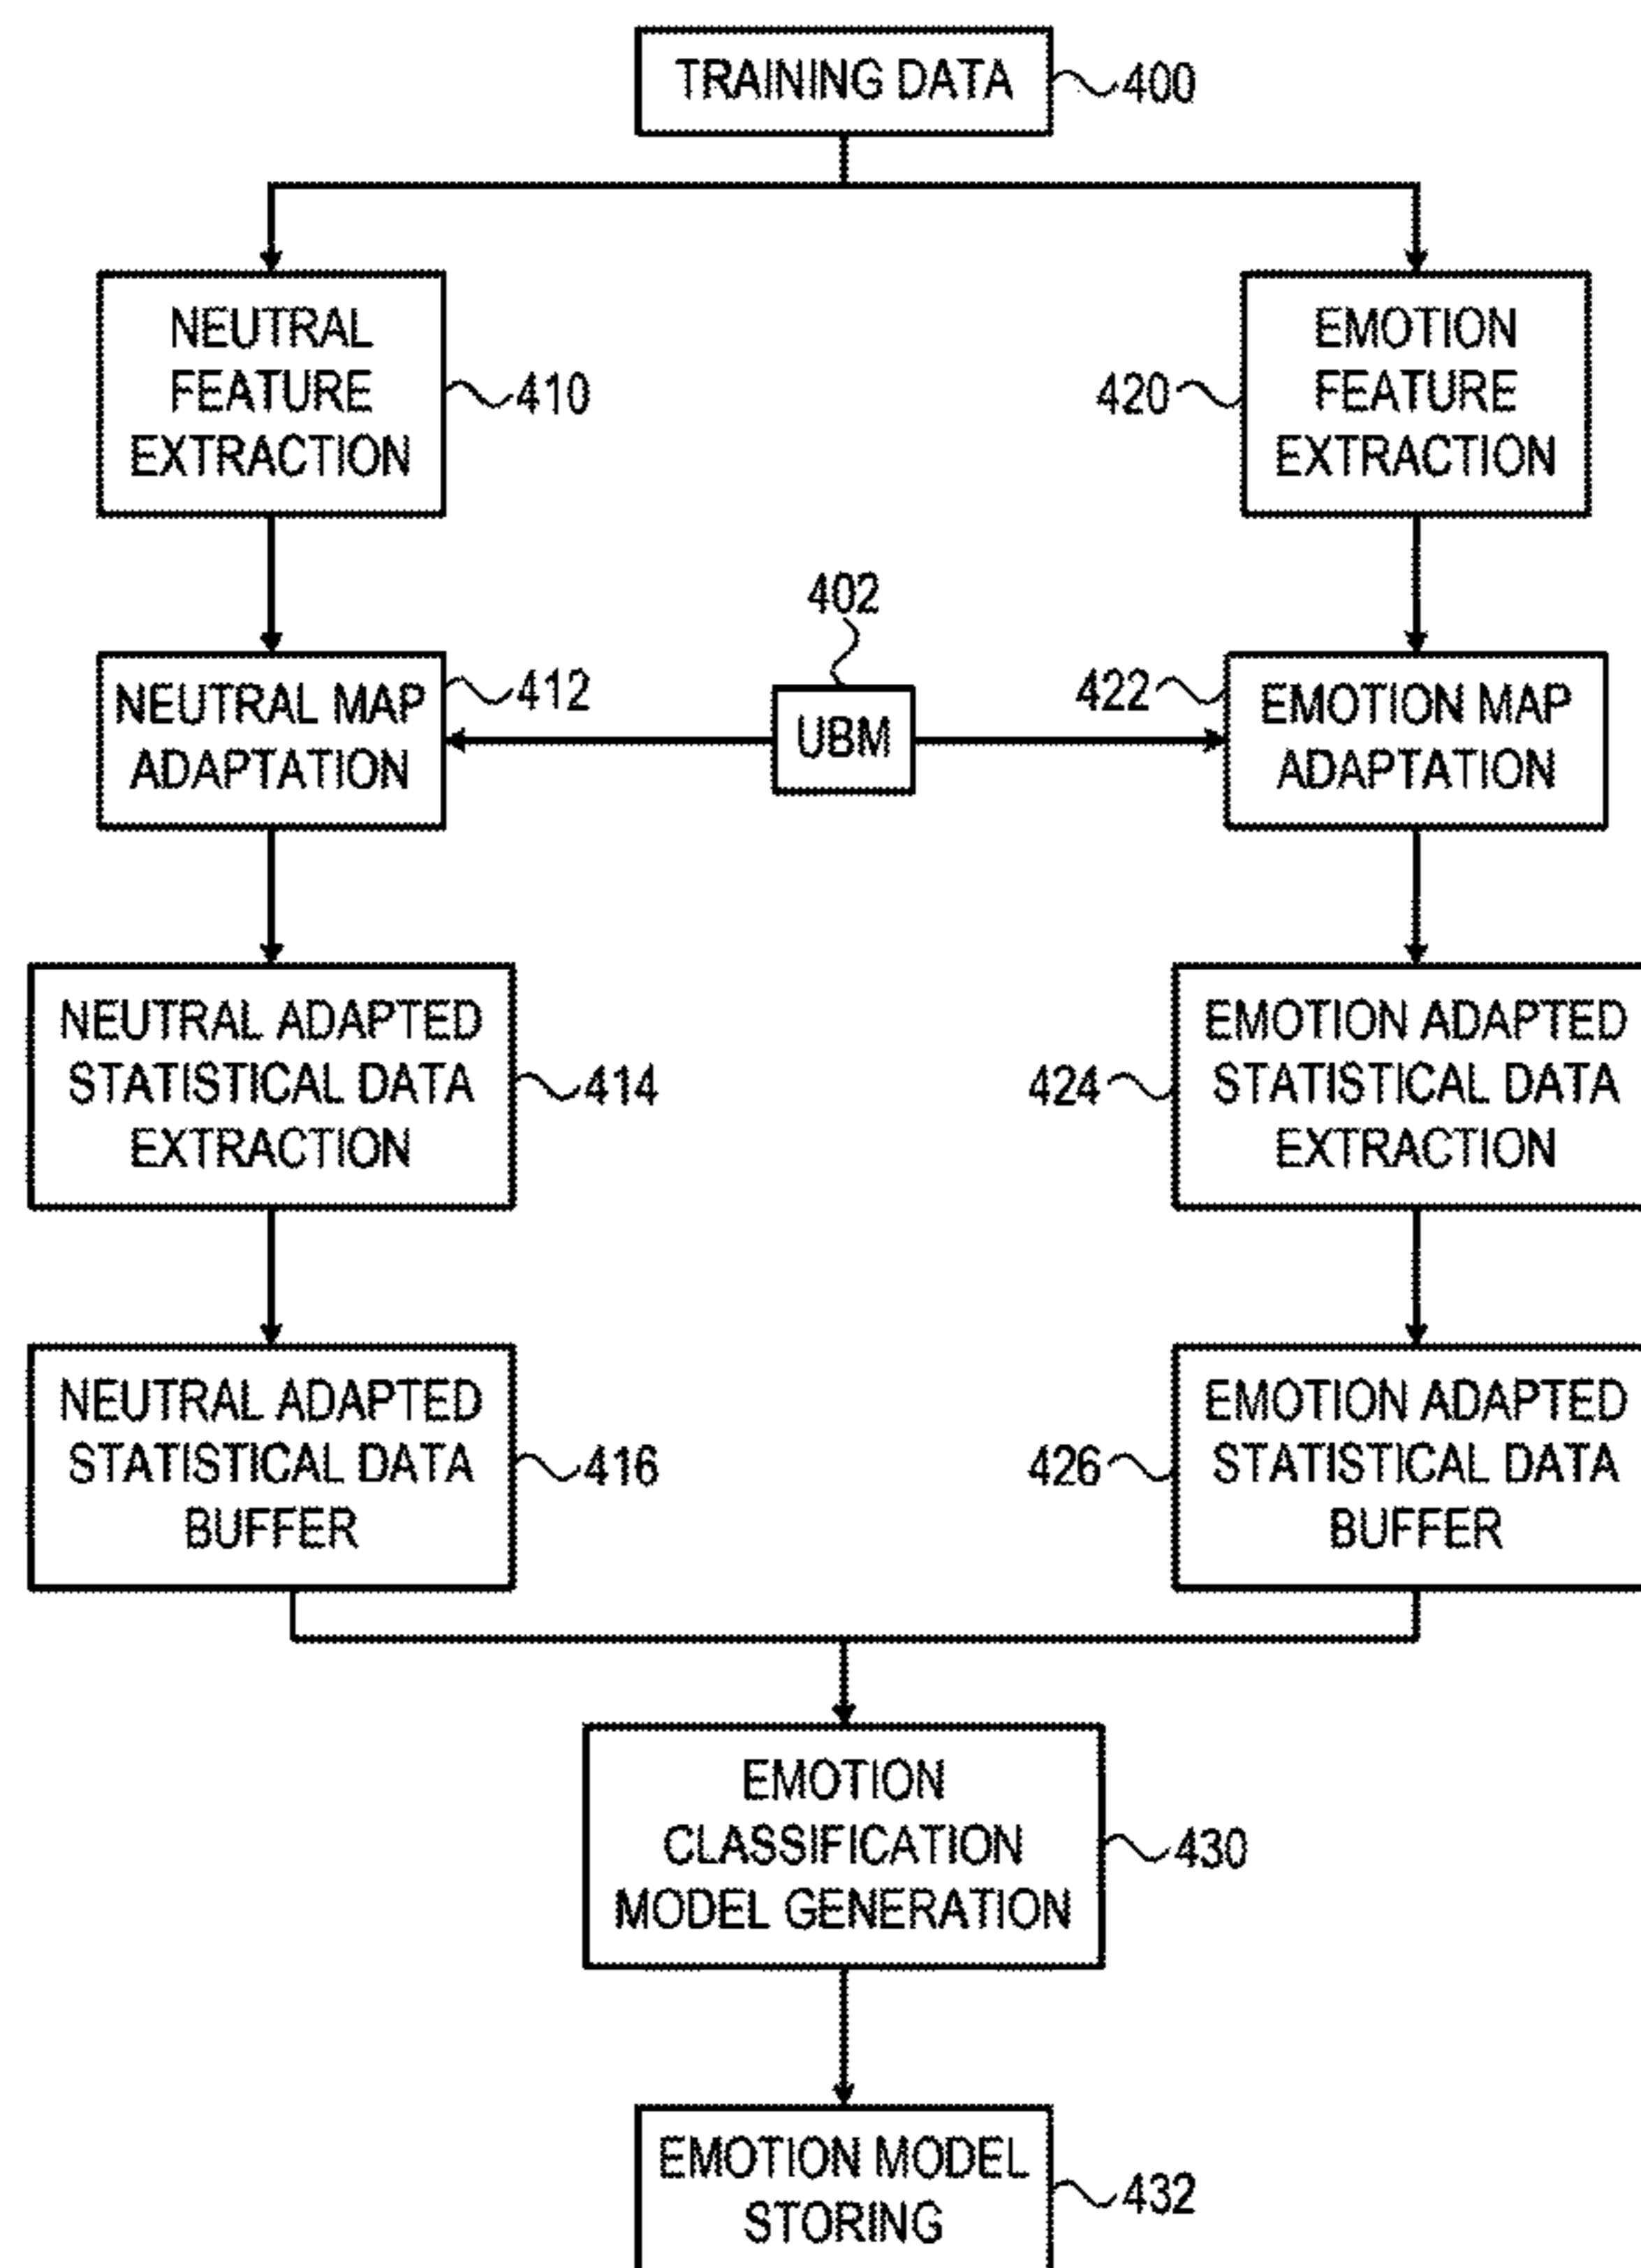 TRAINING DATA
400
NEUTRAL
FEATURE
EXTRACTION
410
420
EMOTION
FEATURE
EXTRACTION
402
NEUTRAL MAP
ADAPTATION
412
UBM
422
EMOTION MAP
ADAPTATION
NEUTRAL ADAPTED
STATISTICAL DATA
EXTRACTION
414
424
EMOTION ADAPTED
STATISTICAL DATA
EXTRACTION
NEUTRAL ADAPTED
STATISTICAL DATA
BUFFER
416
426
EMOTION ADAPTED
STATISTICAL DATA
BUFFER
EMOTION
CLASSIFICATION
MODEL GENERATION
430
EMOTION MODEL
STORING
432